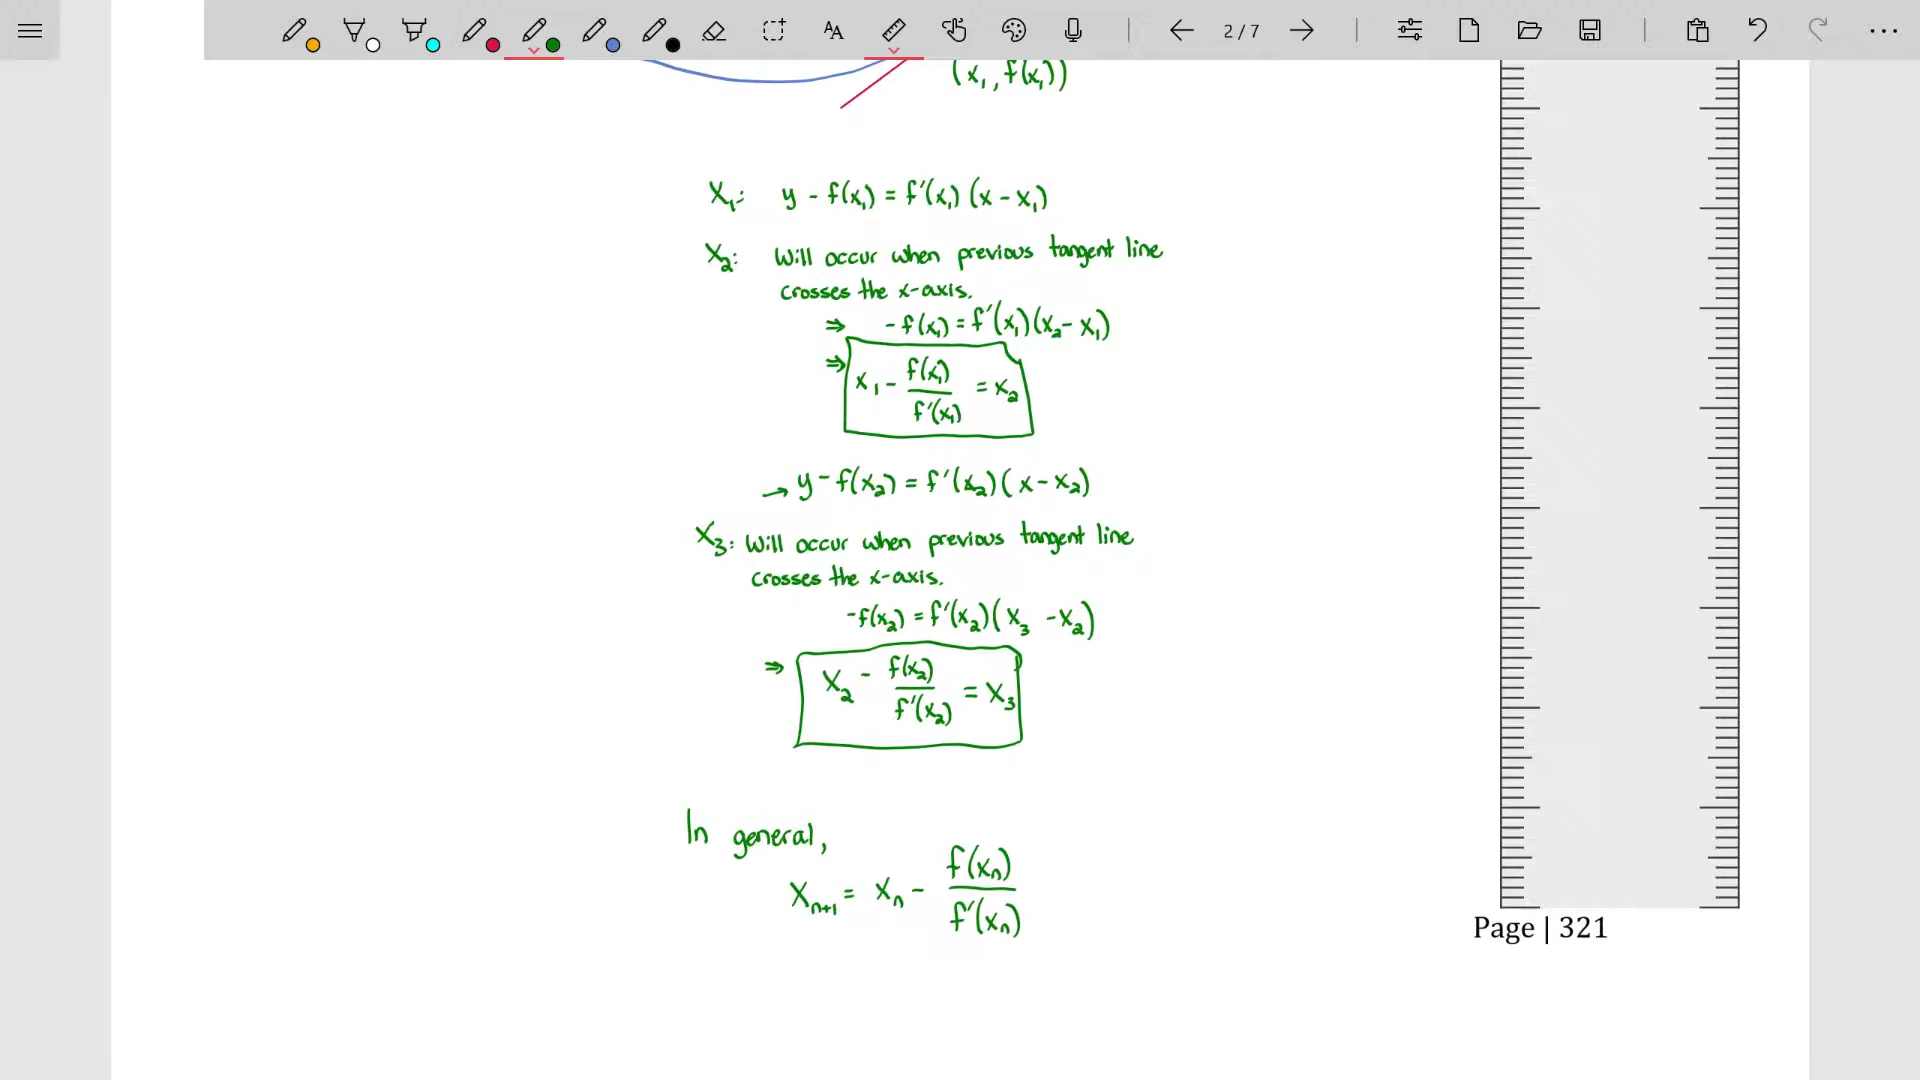 2 / 7
(x₁, f(x₁))
x₁: y - f(x₁) = f'(x₁)(x - x₁)
x₂: Will occur when previous tangent line
crosses the x-axis.
⇒ -f(x₁) = f'(x₁)(x₂ - x₁)
⇒ x₁ - f(x₁)/f'(x₁) = x₂
→ y - f(x₂) = f'(x₂)(x - x₂)
x₃: Will occur when previous tangent line
crosses the x-axis.
-f(x₂) = f'(x₂)(x₃ - x₂)
⇒ x₂ - f(x₂)/f'(x₂) = x₃
In general,
xₙ₊₁ = xₙ - f(xₙ)/f'(xₙ)
Page | 321